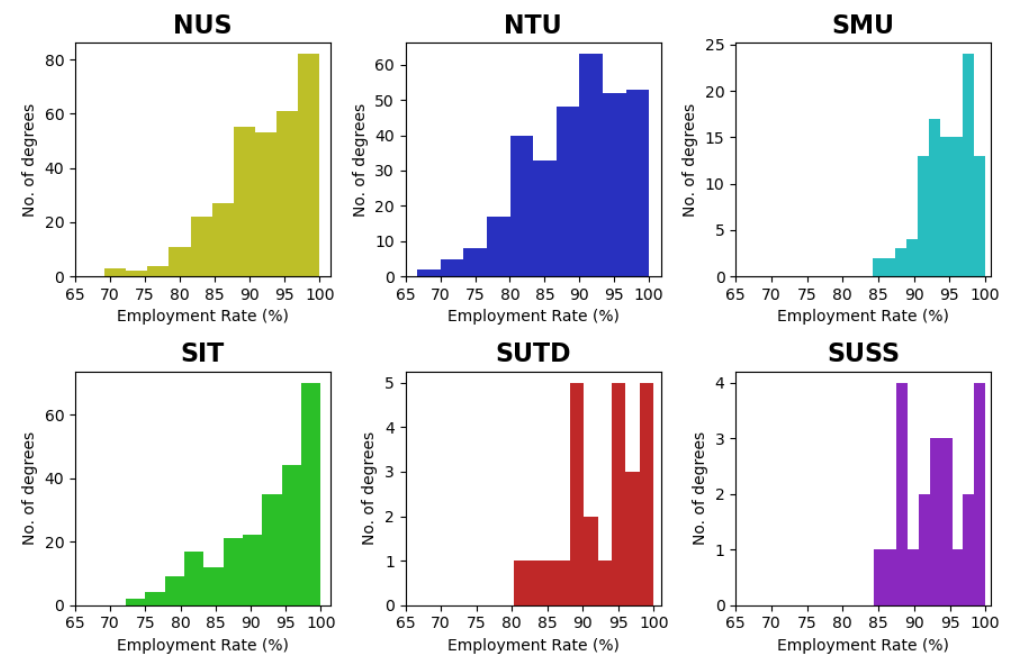 NUS
NTU
SMU
No. of degrees
80
60
40
20
0
65 70 75 80 85 90 95 100
Employment Rate (%)
No. of degrees
60
50
40
30
20
10
0
65 70 75 80 85 90 95 100
Employment Rate (%)
No. of degrees
25
20
15
10
5
0
65 70 75 80 85 90 95 100
Employment Rate (%)
SIT
SUTD
SUSS
No. of degrees
60
40
20
0
65 70 75 80 85 90 95 100
Employment Rate (%)
No. of degrees
5
4
3
2
1
0
65 70 75 80 85 90 95 100
Employment Rate (%)
No. of degrees
4
3
2
1
0
65 70 75 80 85 90 95 100
Employment Rate (%)